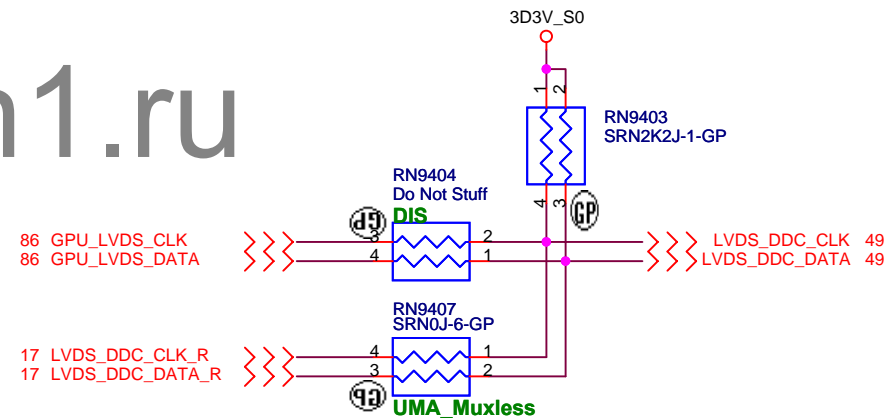 3D3V_S0
n1.ru
1 2
RN9403
SRN2K2J-1-GP
4 3
GP
RN9404
Do Not Stuff
GP
DIS
86 GPU_LVDS_CLK 3 2 LVDS_DDC_CLK 49
86 GPU_LVDS_DATA 4 1 LVDS_DDC_DATA 49
RN9407
SRN0J-6-GP
17 LVDS_DDC_CLK_R 4 1
17 LVDS_DDC_DATA_R 3 2
GP
UMA_Muxless